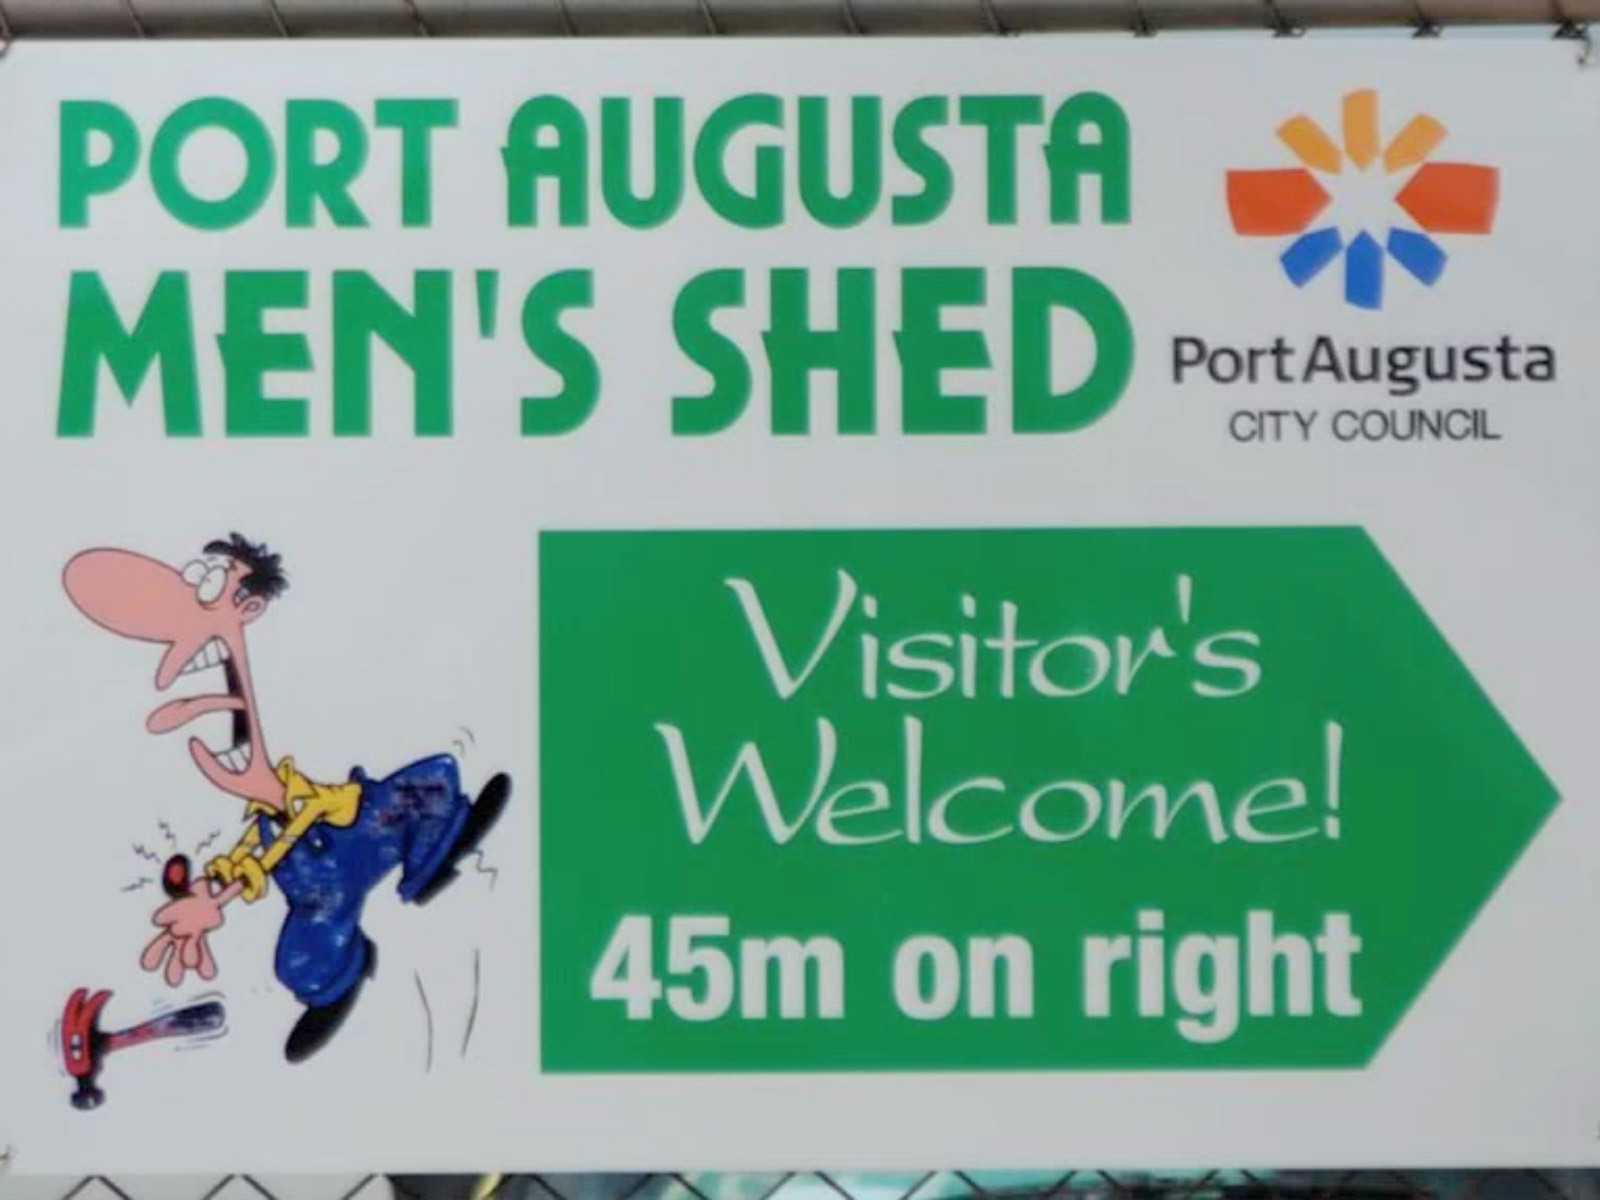 PORT AUGUSTA
MEN'S SHED
Port Augusta
CITY COUNCIL
Visitor's
Welcome!
45m on right